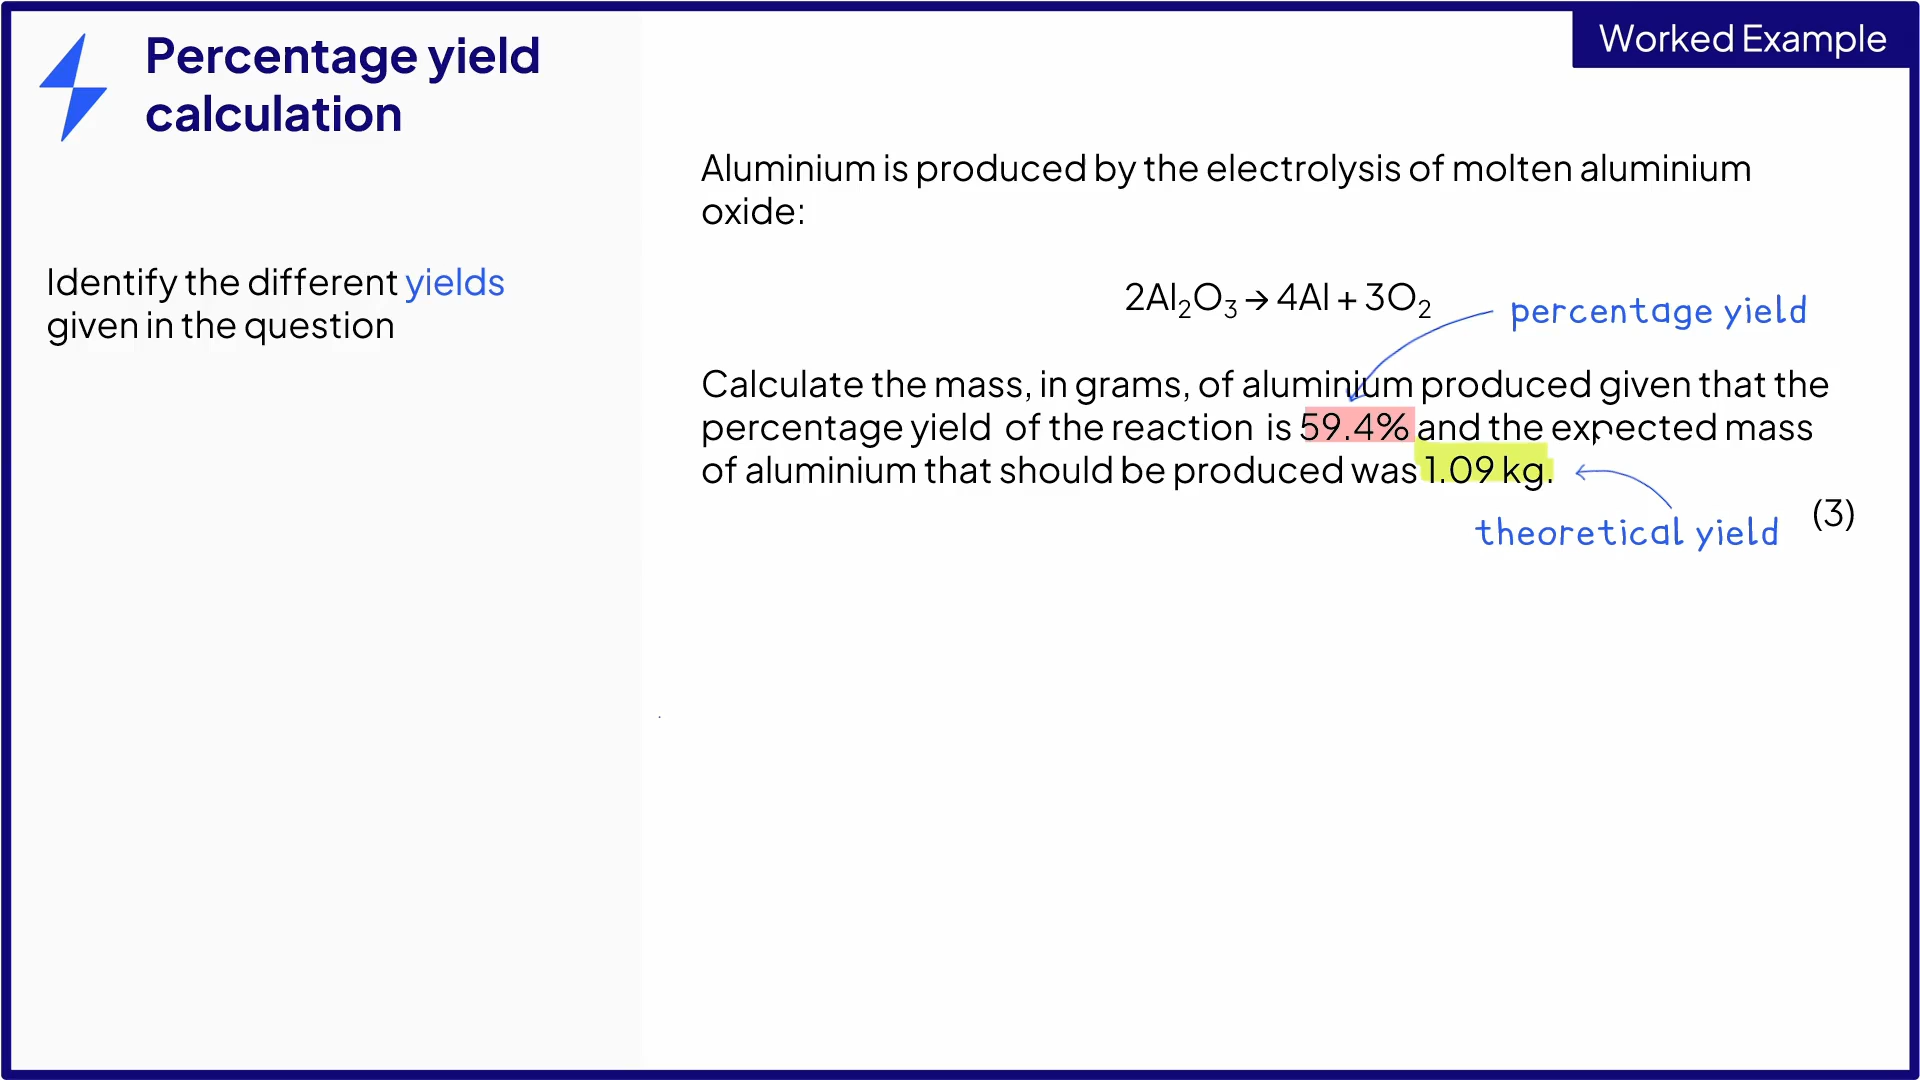 Worked Example
Percentage yield
calculation
Identify the different yields
given in the question
Aluminium is produced by the electrolysis of molten aluminium
oxide:
2Al₂O₃ → 4Al + 3O₂
percentage yield
Calculate the mass, in grams, of aluminium produced given that the
percentage yield of the reaction is 59.4% and the expected mass
of aluminium that should be produced was 1.09 kg.
(3)
theoretical yield